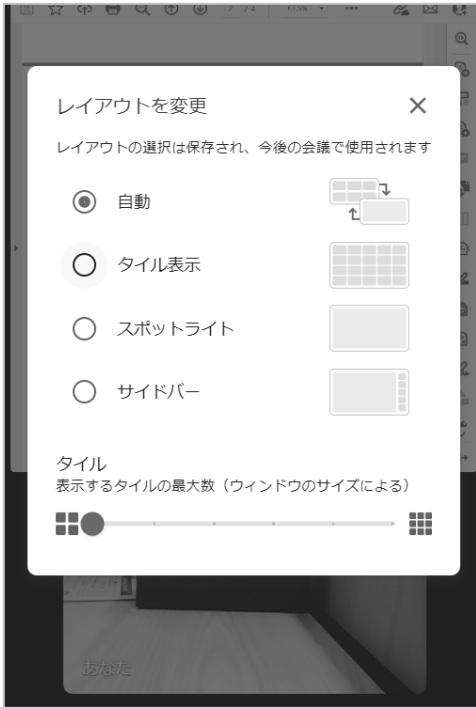 7 / 4
レイアウトを変更
レイアウトの選択は保存され、今後の会議で使用されます
自動
タイル表示
スポットライト
サイドバー
タイル
表示するタイルの最大数（ウィンドウのサイズによる）
あなた